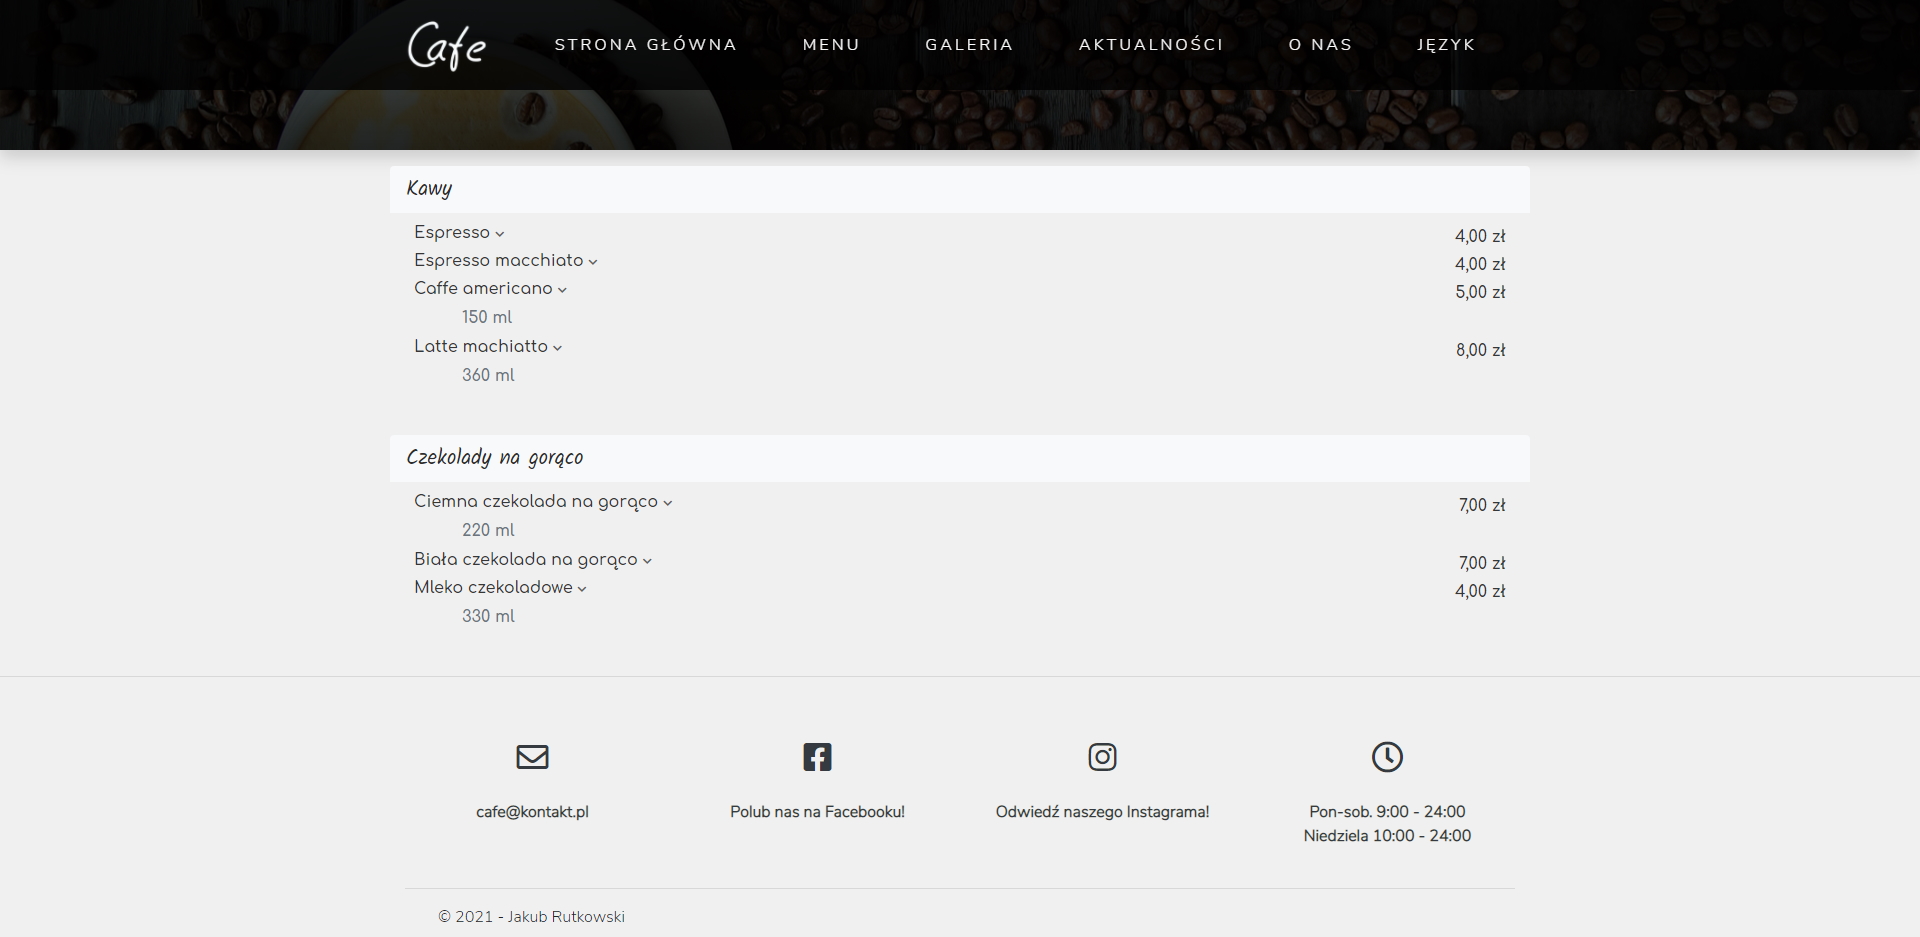 Cafe STRONA GŁÓWNA MENU GALERIA AKTUALNOŚCI O NAS JĘZYK
Kawy
Espresso 4,00 zł
Espresso macchiato 4,00 zł
Caffe americano 5,00 zł
150 ml
Latte machiatto 8,00 zł
360 ml
Czekolady na gorąco
Ciemna czekolada na gorąco 7,00 zł
220 ml
Biała czekolada na gorąco 7,00 zł
Mleko czekoladowe 4,00 zł
330 ml
cafe@kontakt.pl Polub nas na Facebooku! Odwiedź naszego Instagrama! Pon-sob. 9:00 - 24:00
Niedziela 10:00 - 24:00
© 2021 - Jakub Rutkowski